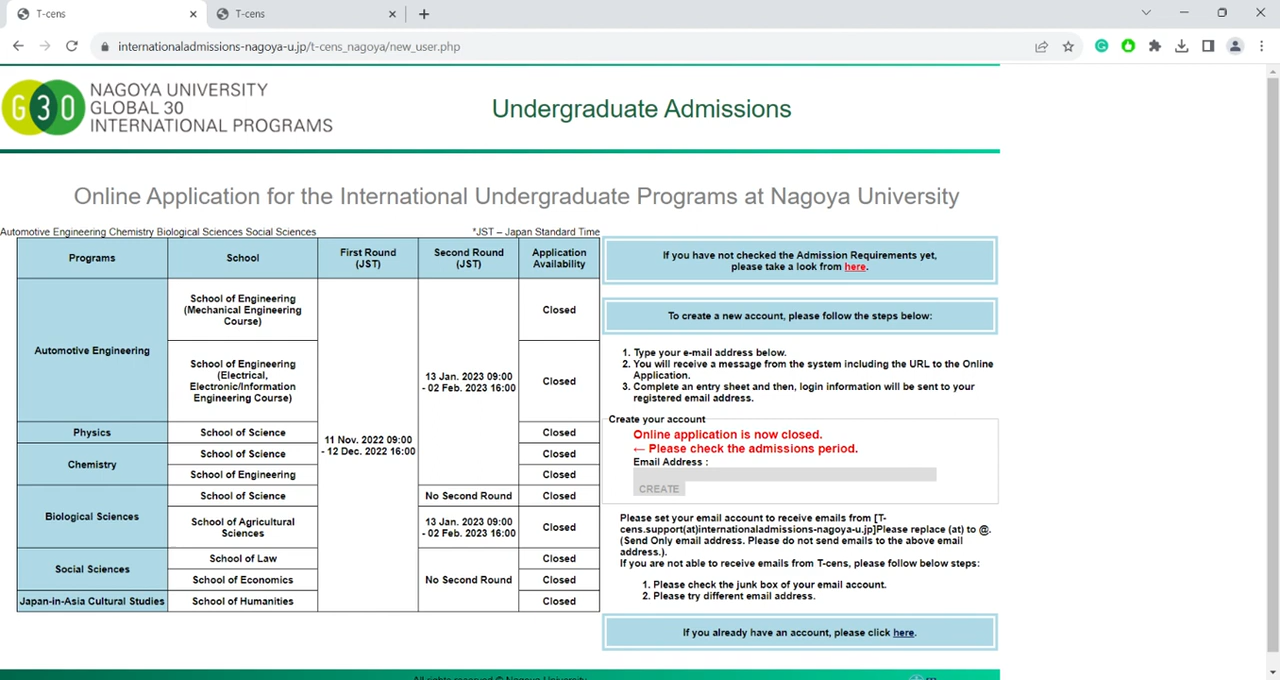 T-cens
T-cens
internationaladmissions-nagoya-u.jp/t-cens_nagoya/new_user.php
G30
NAGOYA UNIVERSITY
GLOBAL 30
INTERNATIONAL PROGRAMS
Undergraduate Admissions
Online Application for the International Undergraduate Programs at Nagoya University
Automotive Engineering Chemistry Biological Sciences Social Sciences
*JST – Japan Standard Time
Programs
School
First Round
(JST)
Second Round
(JST)
Application
Availability
Automotive Engineering
School of Engineering
(Mechanical Engineering
Course)
Closed
School of Engineering
(Electrical,
Electronic/Information
Engineering Course)
Closed
11 Nov. 2022 09:00
- 12 Dec. 2022 16:00
13 Jan. 2023 09:00
- 02 Feb. 2023 16:00
Physics
School of Science
Closed
Chemistry
School of Science
Closed
School of Engineering
Closed
Biological Sciences
School of Science
No Second Round
Closed
School of Agricultural
Sciences
13 Jan. 2023 09:00
- 02 Feb. 2023 16:00
Closed
Social Sciences
School of Law
Closed
School of Economics
No Second Round
Closed
Japan-in-Asia Cultural Studies
School of Humanities
Closed
If you have not checked the Admission Requirements yet,
please take a look from here.
To create a new account, please follow the steps below:
1. Type your e-mail address below.
2. You will receive a message from the system including the URL to the Online
Application.
3. Complete an entry sheet and then, login information will be sent to your
registered email address.
Create your account
Online application is now closed.
← Please check the admissions period.
Email Address :
CREATE
Please set your email account to receive emails from [T-
cens.support(at)internationaladmissions-nagoya-u.jp]Please replace (at) to @.
(Send Only email address. Please do not send emails to the above email
address.).
If you are not able to receive emails from T-cens, please follow below steps:
1. Please check the junk box of your email account.
2. Please try different email address.
If you already have an account, please click here.
All rights reserved © Nagoya University